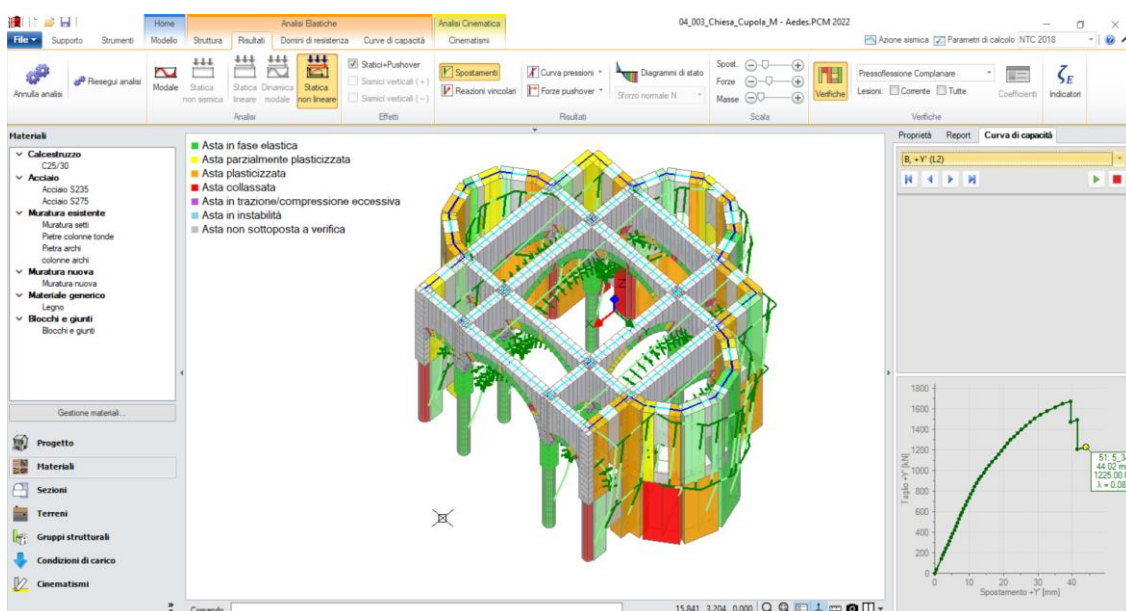 Home
Analisi Elastiche
Analisi Cinematica
04_003_Chiesa_Cupola_M - Aedes.PCM 2022
File
Supporto
Strumenti
Modello
Struttura
Risultati
Domini di resistenza
Curve di capacità
Cinematismi
Azione sismica
Parametri di calcolo
NTC 2018
Annulla analisi
Riesegui analisi
Modale
Statica non sismica
Statica lineare
Dinamica modale
Statica non lineare
Analisi
Statici+Pushover
Sismici verticali (+)
Sismici verticali (–)
Effetti
Spostamenti
Reazioni vincolari
Curva pressioni
Forze pushover
Diagrammi di stato
Sforzo normale N
Risultati
Spost.
Forze
Masse
Scala
Verifiche
Pressoflessione Complanare
Lesioni:
Corrente
Tutte
Coefficienti
Verifiche
ζE
Indicatori
Materiali
Calcestruzzo
C25/30
Acciaio
Acciaio S235
Acciaio S275
Muratura esistente
Muratura setti
Pietre colonne tonde
Pietra archi
colonne archi
Muratura nuova
Muratura nuova
Materiale generico
Legno
Blocchi e giunti
Blocchi e giunti
Gestione materiali...
Progetto
Materiali
Sezioni
Terreni
Gruppi strutturali
Condizioni di carico
Cinematismi
Asta in fase elastica
Asta parzialmente plasticizzata
Asta plasticizzata
Asta collassata
Asta in trazione/compressione eccessiva
Asta in instabilità
Asta non sottoposta a verifica
Comando
15.841 3.204 0.000
Proprietà
Report
Curva di capacità
B, +Y' (L2)
1800
1600
1400
1200
1000
800
600
400
200
0
Taglio +Y' [kN]
0
10
20
30
40
Spostamento +Y' [mm]
44.02
1225.00
λ = 0.08